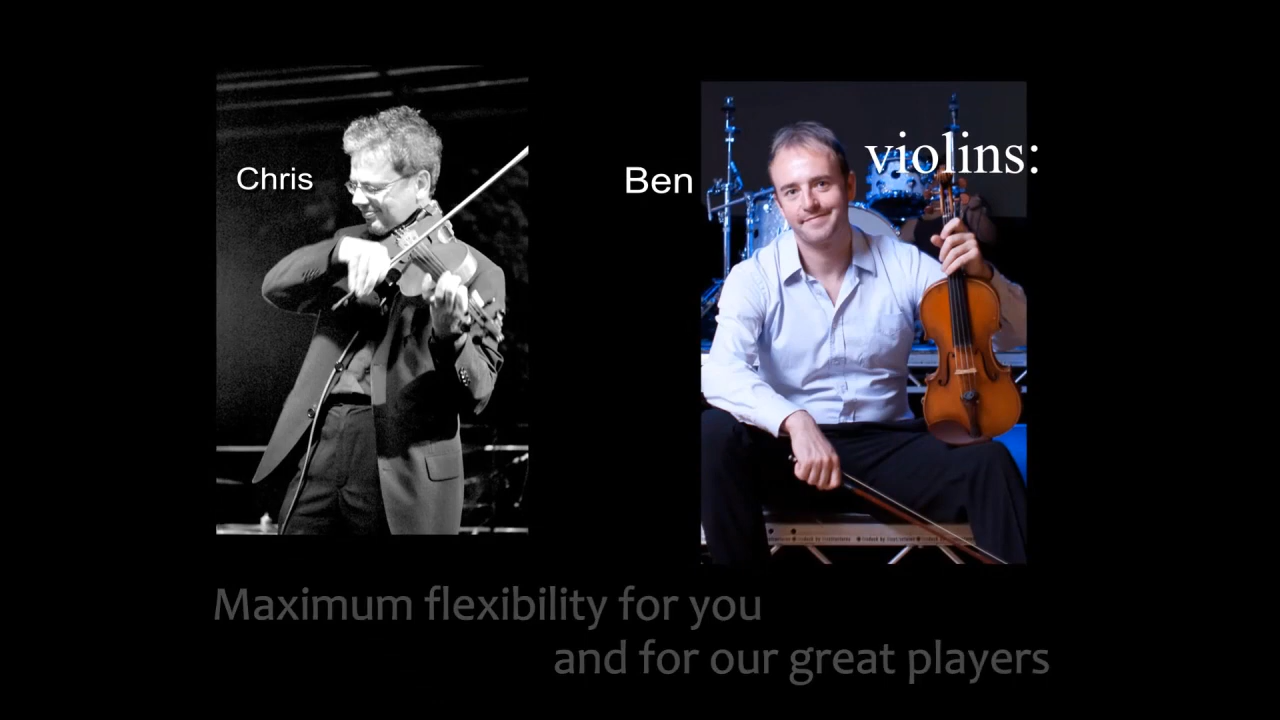 violins:
Chris
Ben
Maximum flexibility for you
and for our great players